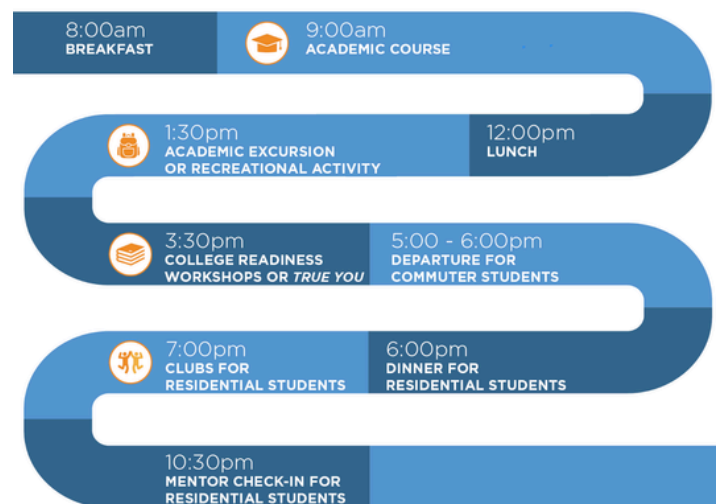 8:00am
BREAKFAST
9:00am
ACADEMIC COURSE
12:00pm
LUNCH
1:30pm
ACADEMIC EXCURSION
OR RECREATIONAL ACTIVITY
3:30pm
COLLEGE READINESS
WORKSHOPS OR TRUE YOU
5:00 - 6:00pm
DEPARTURE FOR
COMMUTER STUDENTS
6:00pm
DINNER FOR
RESIDENTIAL STUDENTS
7:00pm
CLUBS FOR
RESIDENTIAL STUDENTS
10:30pm
MENTOR CHECK-IN FOR
RESIDENTIAL STUDENTS